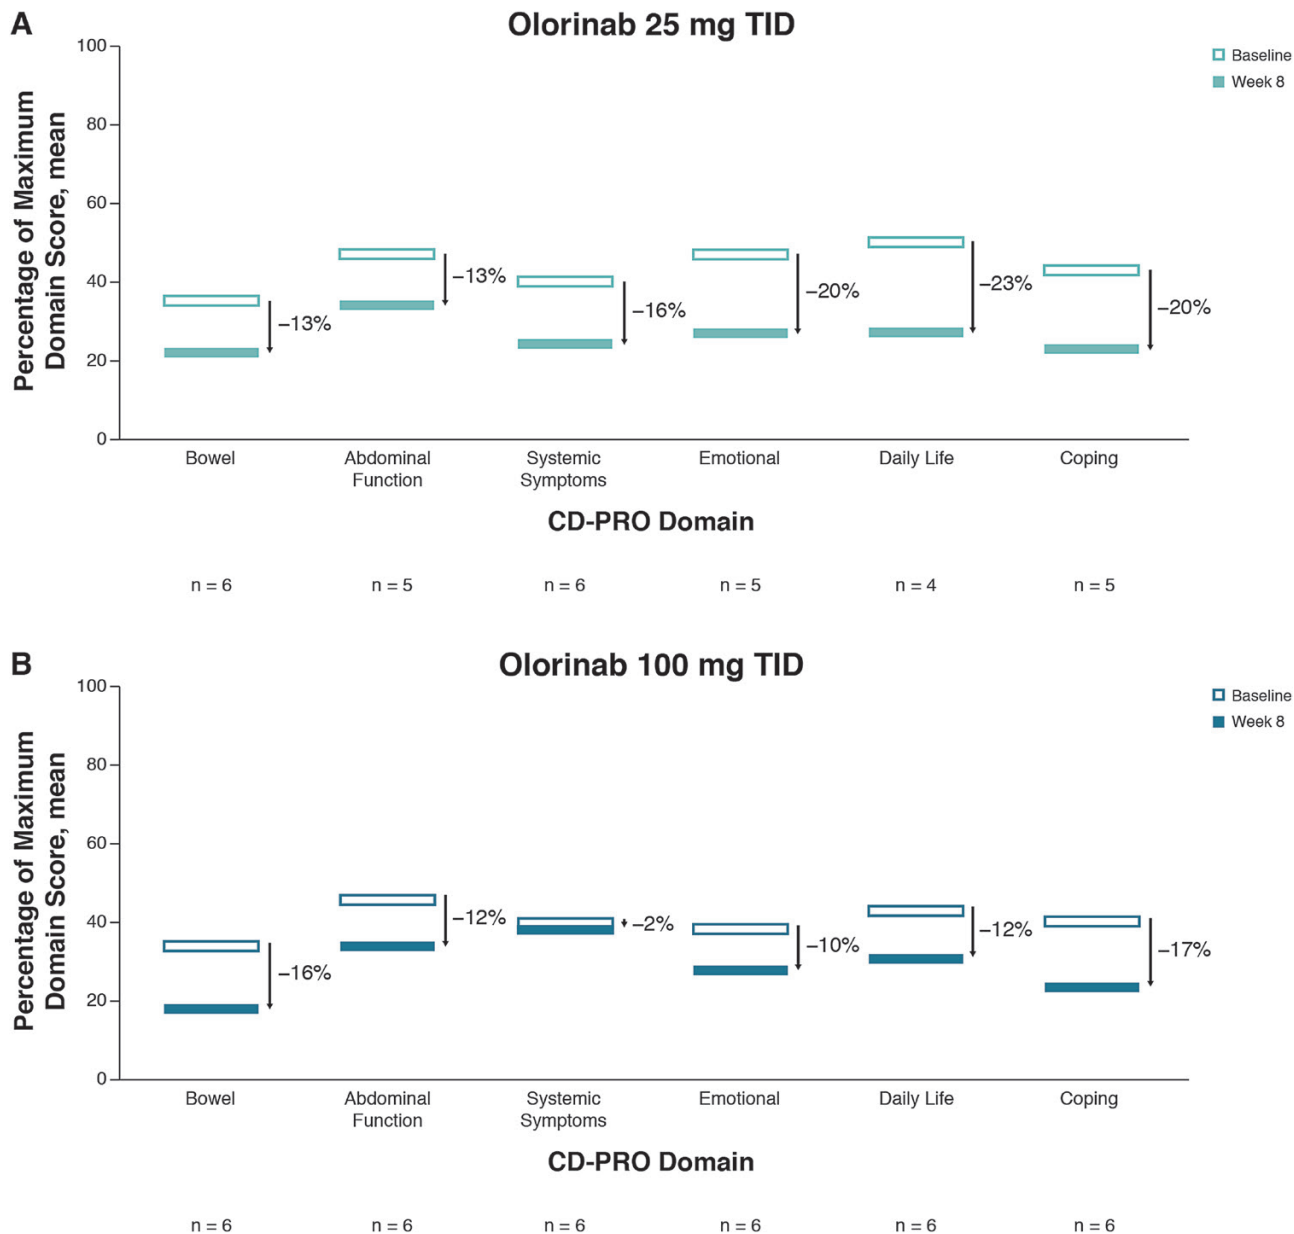 A
Olorinab 25 mg TID
Percentage of Maximum
Domain Score, mean
100
80
60
40
20
0
Baseline
Week 8
−13%
−13%
−16%
−20%
−23%
−20%
Bowel
Abdominal
Function
Systemic
Symptoms
Emotional
Daily Life
Coping
CD-PRO Domain
n = 6
n = 5
n = 6
n = 5
n = 4
n = 5
B
Olorinab 100 mg TID
Percentage of Maximum
Domain Score, mean
100
80
60
40
20
0
Baseline
Week 8
−16%
−12%
−2%
−10%
−12%
−17%
Bowel
Abdominal
Function
Systemic
Symptoms
Emotional
Daily Life
Coping
CD-PRO Domain
n = 6
n = 6
n = 6
n = 6
n = 6
n = 6